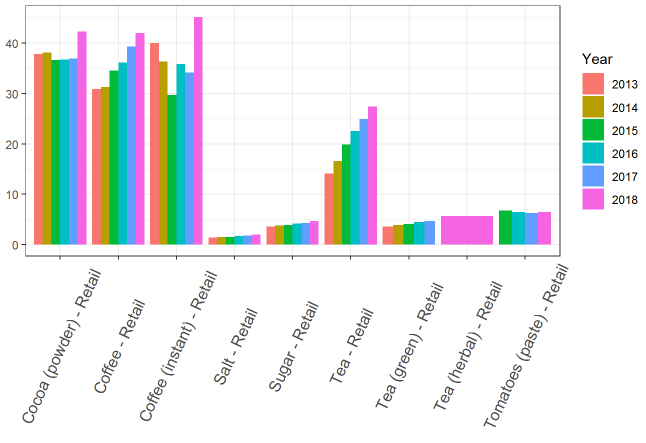 40
30
20
10
0
Cocoa (powder) - Retail
Coffee - Retail
Coffee (instant) - Retail
Salt - Retail
Sugar - Retail
Tea - Retail
Tea (green) - Retail
Tea (herbal) - Retail
Tomatoes (paste) - Retail
Year
2013
2014
2015
2016
2017
2018